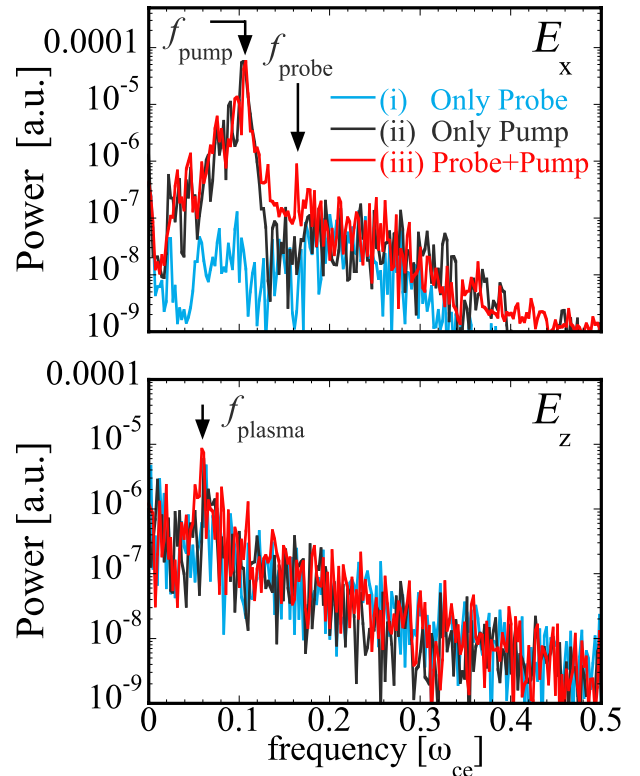 f_pump
f_probe
E_x
0.0001
10^-5
10^-6
10^-7
10^-8
10^-9
Power [a.u.]
(i) Only Probe
(ii) Only Pump
(iii) Probe+Pump
0.0001
10^-5
10^-6
10^-7
10^-8
10^-9
Power [a.u.]
f_plasma
E_z
0 0.1 0.2 0.3 0.4 0.5
frequency [ω_ce]